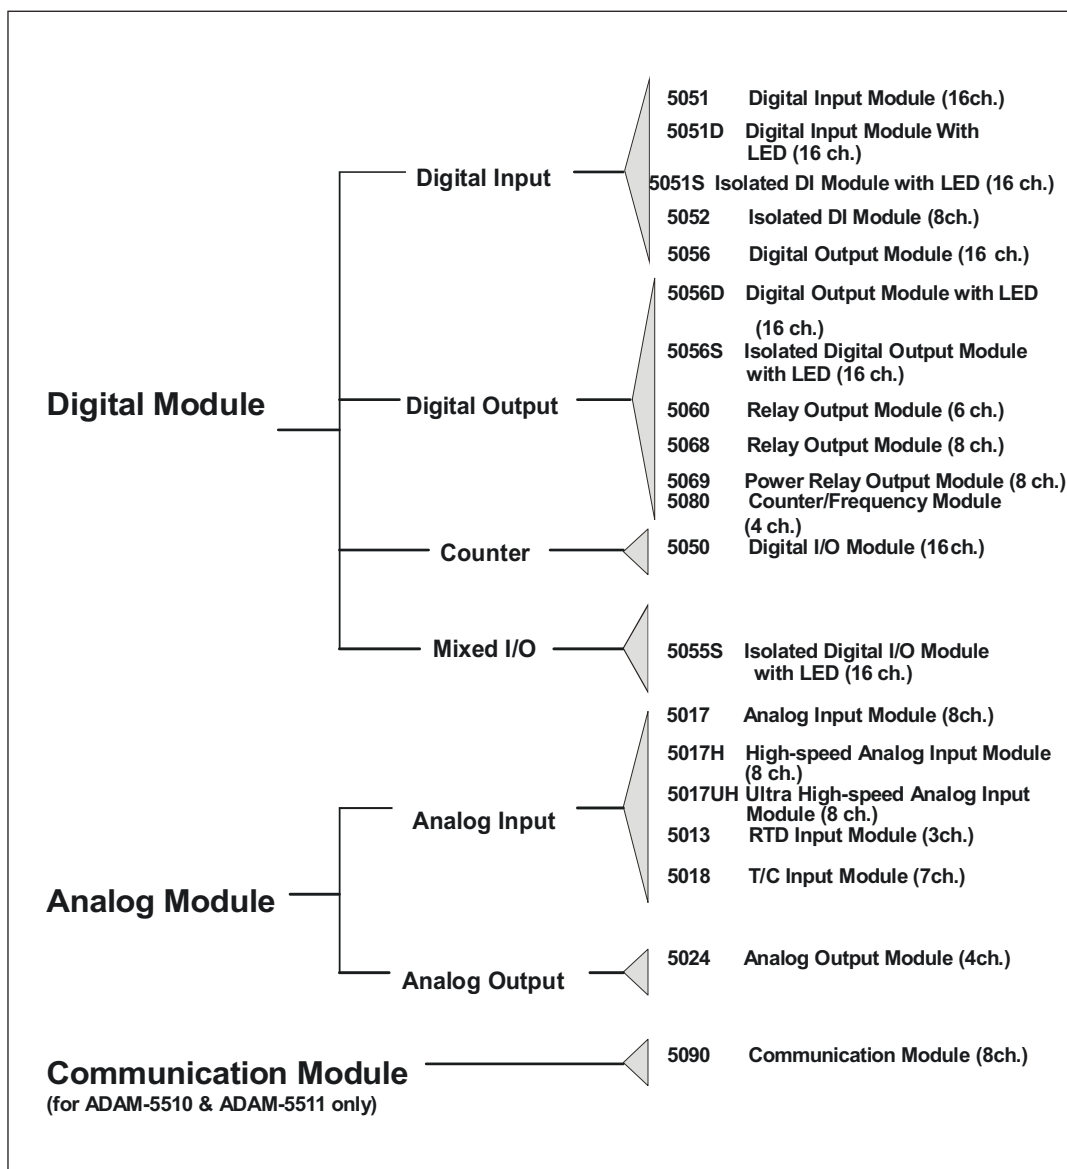 5051 Digital Input Module (16ch.)
5051D Digital Input Module With
LED (16 ch.)
Digital Input
5051S Isolated DI Module with LED (16 ch.)
5052 Isolated DI Module (8ch.)
5056 Digital Output Module (16 ch.)
5056D Digital Output Module with LED
(16 ch.)
5056S Isolated Digital Output Module
with LED (16 ch.)
Digital Module
Digital Output
5060 Relay Output Module (6 ch.)
5068 Relay Output Module (8 ch.)
5069 Power Relay Output Module (8 ch.)
5080 Counter/Frequency Module
(4 ch.)
Counter
5050 Digital I/O Module (16ch.)
Mixed I/O
5055S Isolated Digital I/O Module
with LED (16 ch.)
5017 Analog Input Module (8ch.)
5017H High-speed Analog Input Module
(8 ch.)
5017UH Ultra High-speed Analog Input
Module (8 ch.)
Analog Input
5013 RTD Input Module (3ch.)
5018 T/C Input Module (7ch.)
Analog Module
5024 Analog Output Module (4ch.)
Analog Output
5090 Communication Module (8ch.)
Communication Module
(for ADAM-5510 & ADAM-5511 only)